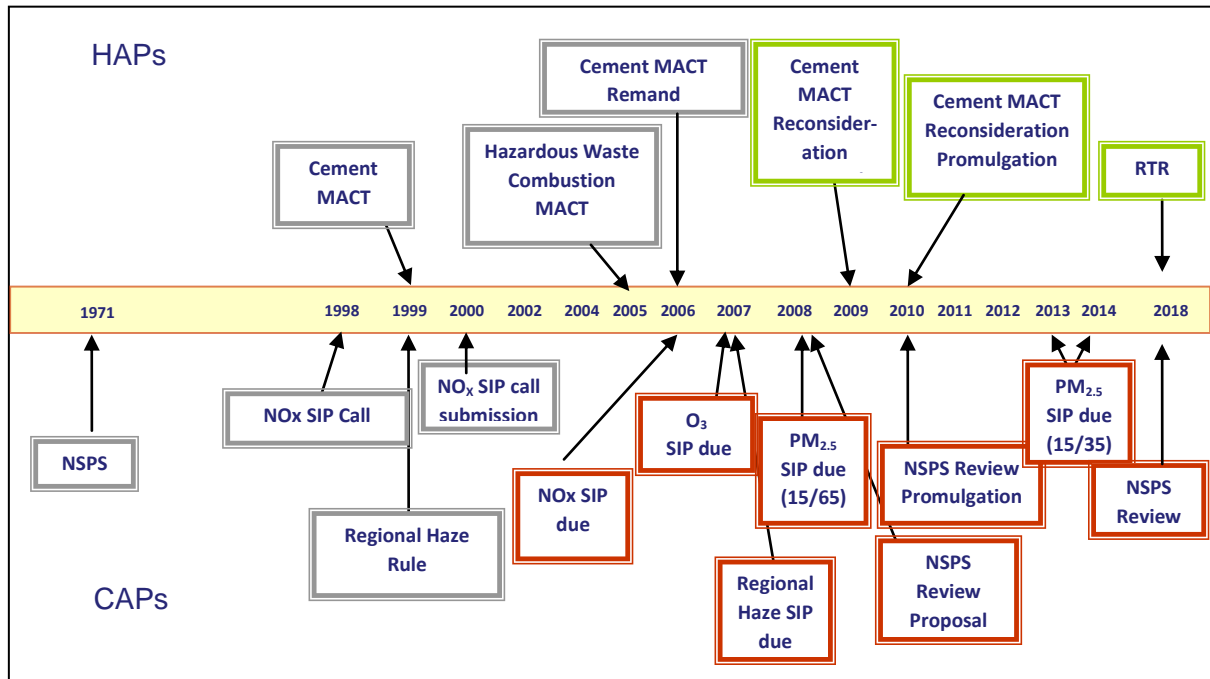 HAPs
Cement MACT
Remand
Cement
MACT
Reconsider-
ation
Cement MACT
Reconsideration
Promulgation
Cement
MACT
Hazardous Waste
Combustion
MACT
RTR
1971 1998 1999 2000 2002 2004 2005 2006 2007 2008 2009 2010 2011 2012 2013 2014 2018
NSPS
NOx SIP Call
NOX SIP call
submission
Regional Haze
Rule
NOx SIP
due
O3
SIP due
PM2.5
SIP due
(15/65)
NSPS Review
Promulgation
PM2.5
SIP due
(15/35)
NSPS
Review
Regional
Haze SIP
due
NSPS
Review
Proposal
CAPs